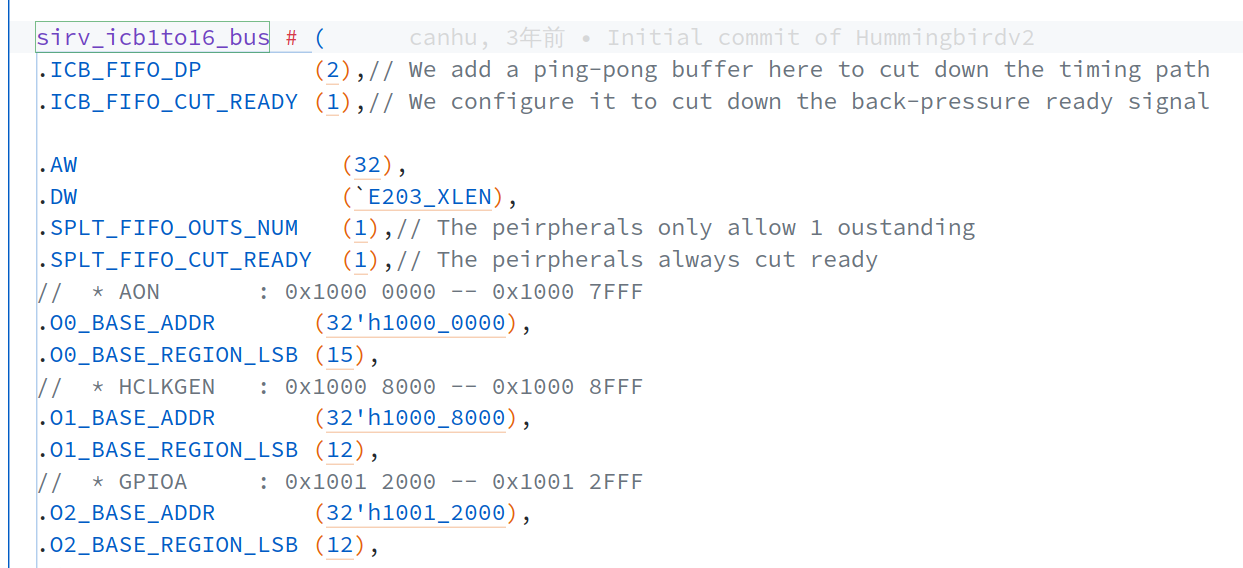 sirv_icb1to16_bus # (      canhu, 3年前 • Initial commit of Hummingbirdv2
.ICB_FIFO_DP        (2),// We add a ping-pong buffer here to cut down the timing path
.ICB_FIFO_CUT_READY (1),// We configure it to cut down the back-pressure ready signal
.AW                   (32),
.DW                   (`E203_XLEN),
.SPLT_FIFO_OUTS_NUM   (1),// The peirpherals only allow 1 oustanding
.SPLT_FIFO_CUT_READY  (1),// The peirpherals always cut ready
//  * AON       : 0x1000 0000 -- 0x1000 7FFF
.O0_BASE_ADDR       (32'h1000_0000),
.O0_BASE_REGION_LSB (15),
//  * HCLKGEN   : 0x1000 8000 -- 0x1000 8FFF
.O1_BASE_ADDR       (32'h1000_8000),
.O1_BASE_REGION_LSB (12),
//  * GPIOA     : 0x1001 2000 -- 0x1001 2FFF
.O2_BASE_ADDR       (32'h1001_2000),
.O2_BASE_REGION_LSB (12),